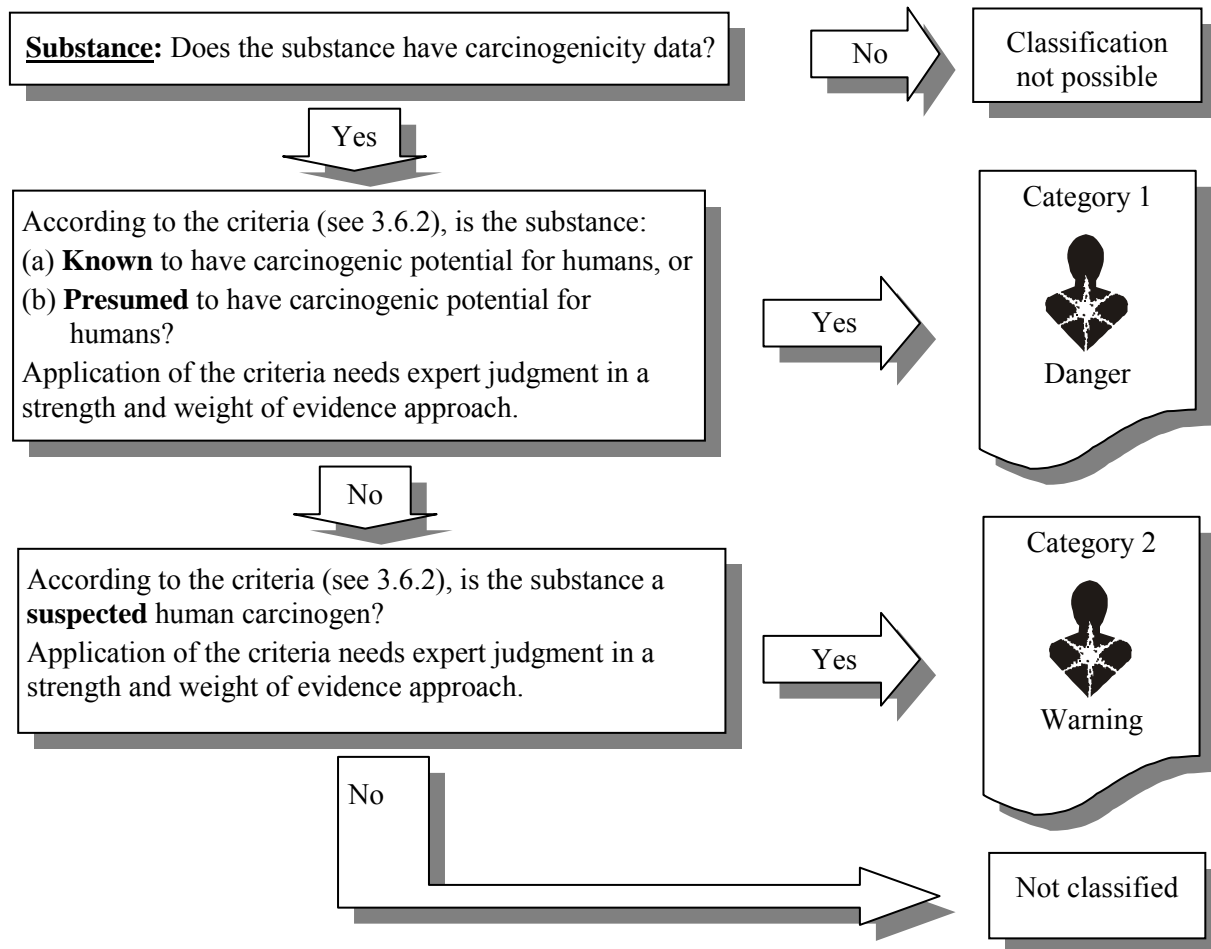 Substance: Does the substance have carcinogenicity data?
No
Classification
not possible
Yes
According to the criteria (see 3.6.2), is the substance:
(a) Known to have carcinogenic potential for humans, or
(b) Presumed to have carcinogenic potential for
humans?
Application of the criteria needs expert judgment in a
strength and weight of evidence approach.
Yes
Category 1
Danger
No
According to the criteria (see 3.6.2), is the substance a
suspected human carcinogen?
Application of the criteria needs expert judgment in a
strength and weight of evidence approach.
Yes
Category 2
Warning
No
Not classified